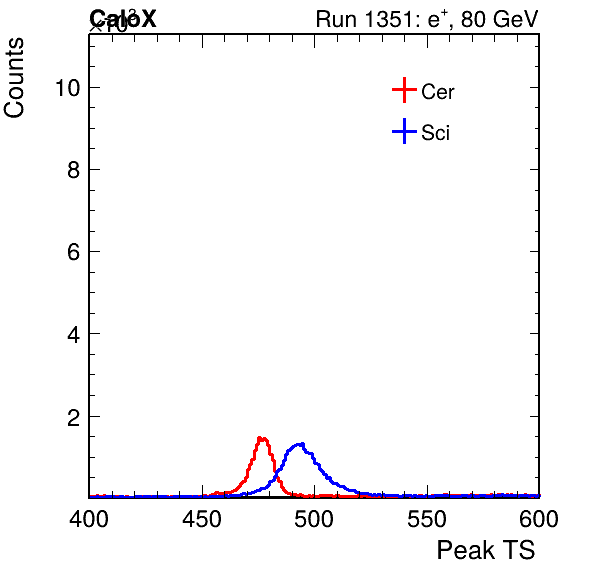 CaloX
×10³
Run 1351: e⁺, 80 GeV
Counts
10
8
6
4
2
Cer
Sci
400 450 500 550 600
Peak TS